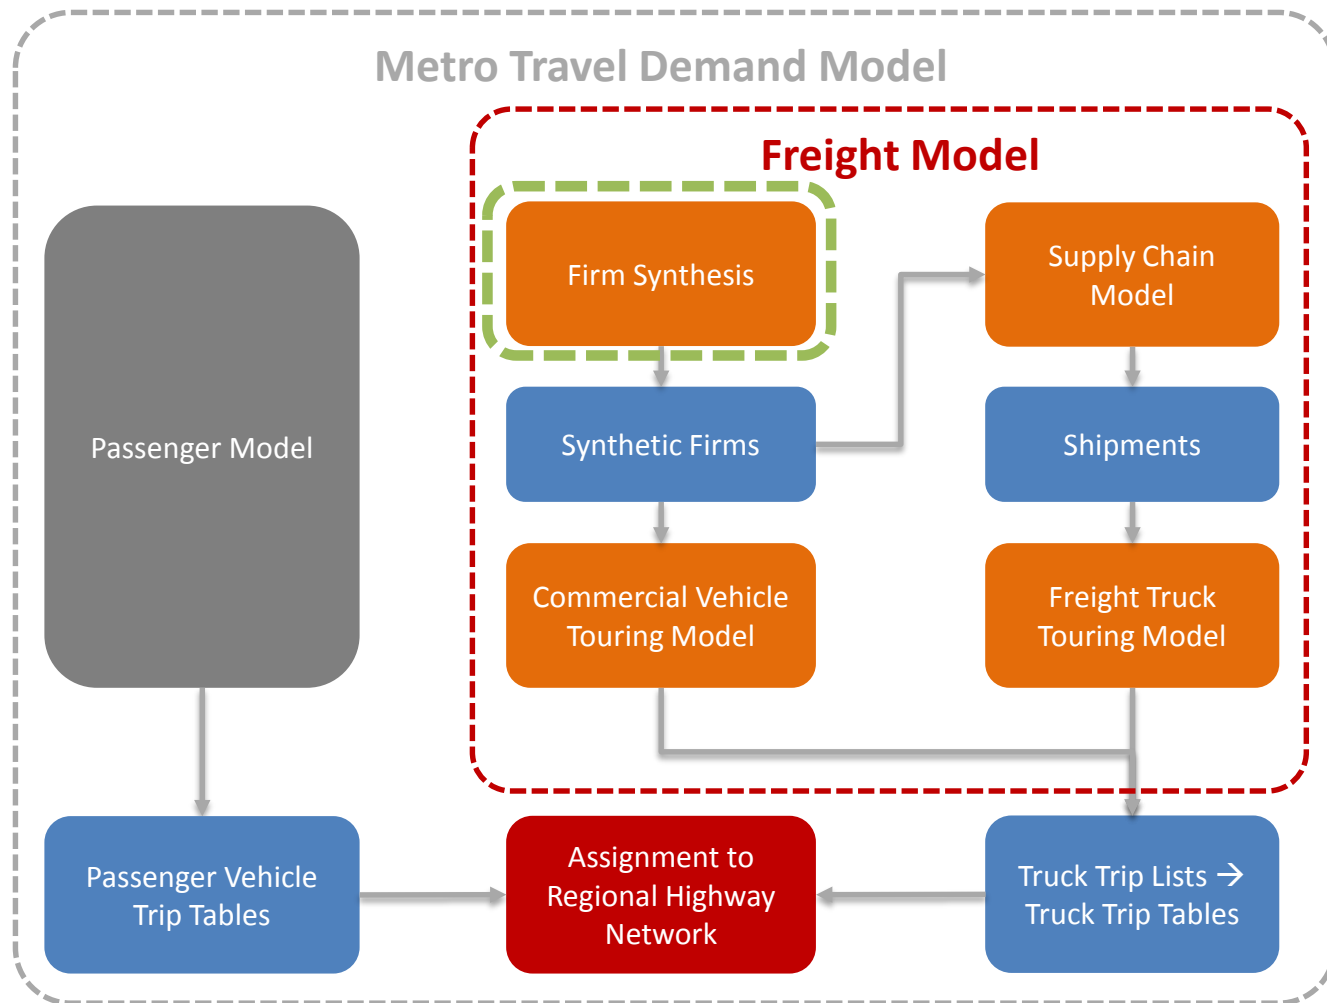 Metro Travel Demand Model
Freight Model
Firm Synthesis
Supply Chain
Model
Passenger Model
Synthetic Firms
Shipments
Commercial Vehicle
Touring Model
Freight Truck
Touring Model
Passenger Vehicle
Trip Tables
Assignment to
Regional Highway
Network
Truck Trip Lists →
Truck Trip Tables